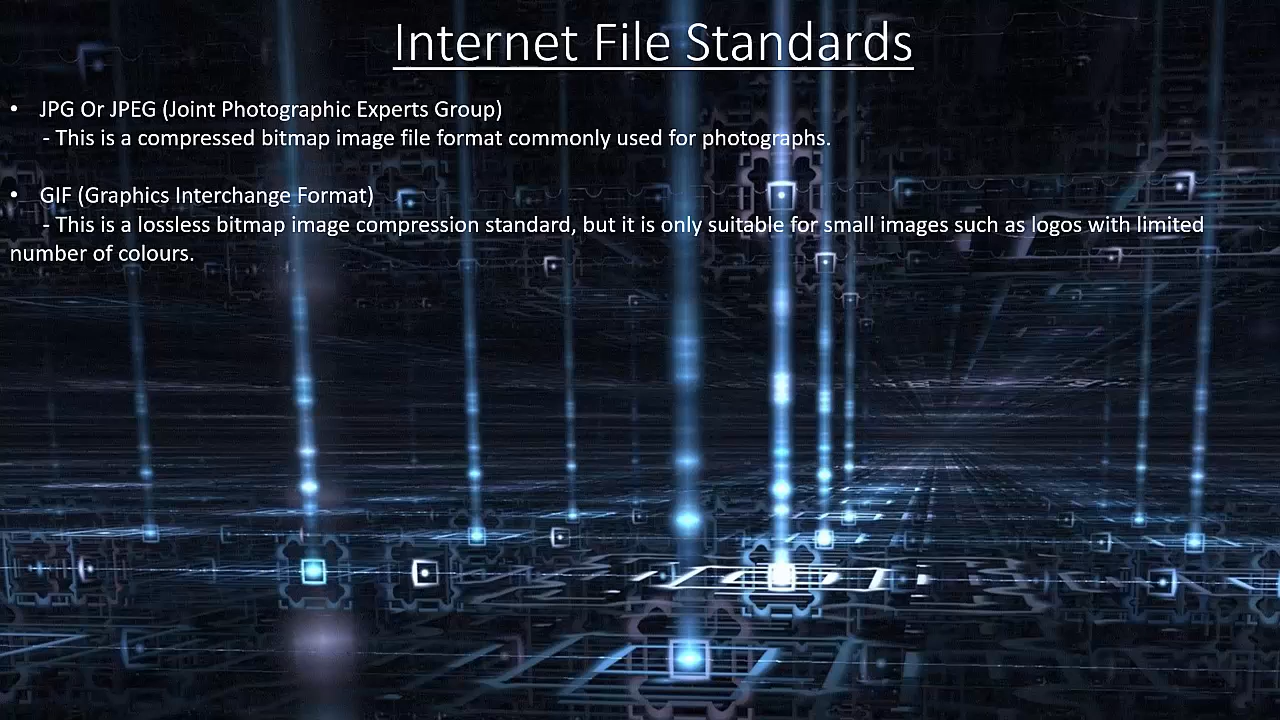 Internet File Standards
• JPG Or JPEG (Joint Photographic Experts Group)
- This is a compressed bitmap image file format commonly used for photographs.
• GIF (Graphics Interchange Format)
- This is a lossless bitmap image compression standard, but it is only suitable for small images such as logos with limited
number of colours.